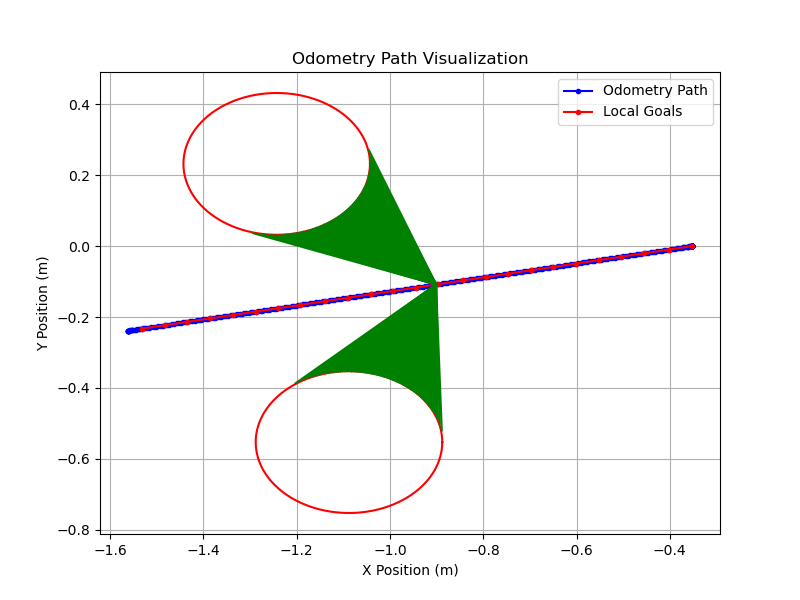 Odometry Path Visualization
Odometry Path
Local Goals
0.4
0.2
0.0
−0.2
−0.4
−0.6
−0.8
Y Position (m)
−1.6 −1.4 −1.2 −1.0 −0.8 −0.6 −0.4
X Position (m)